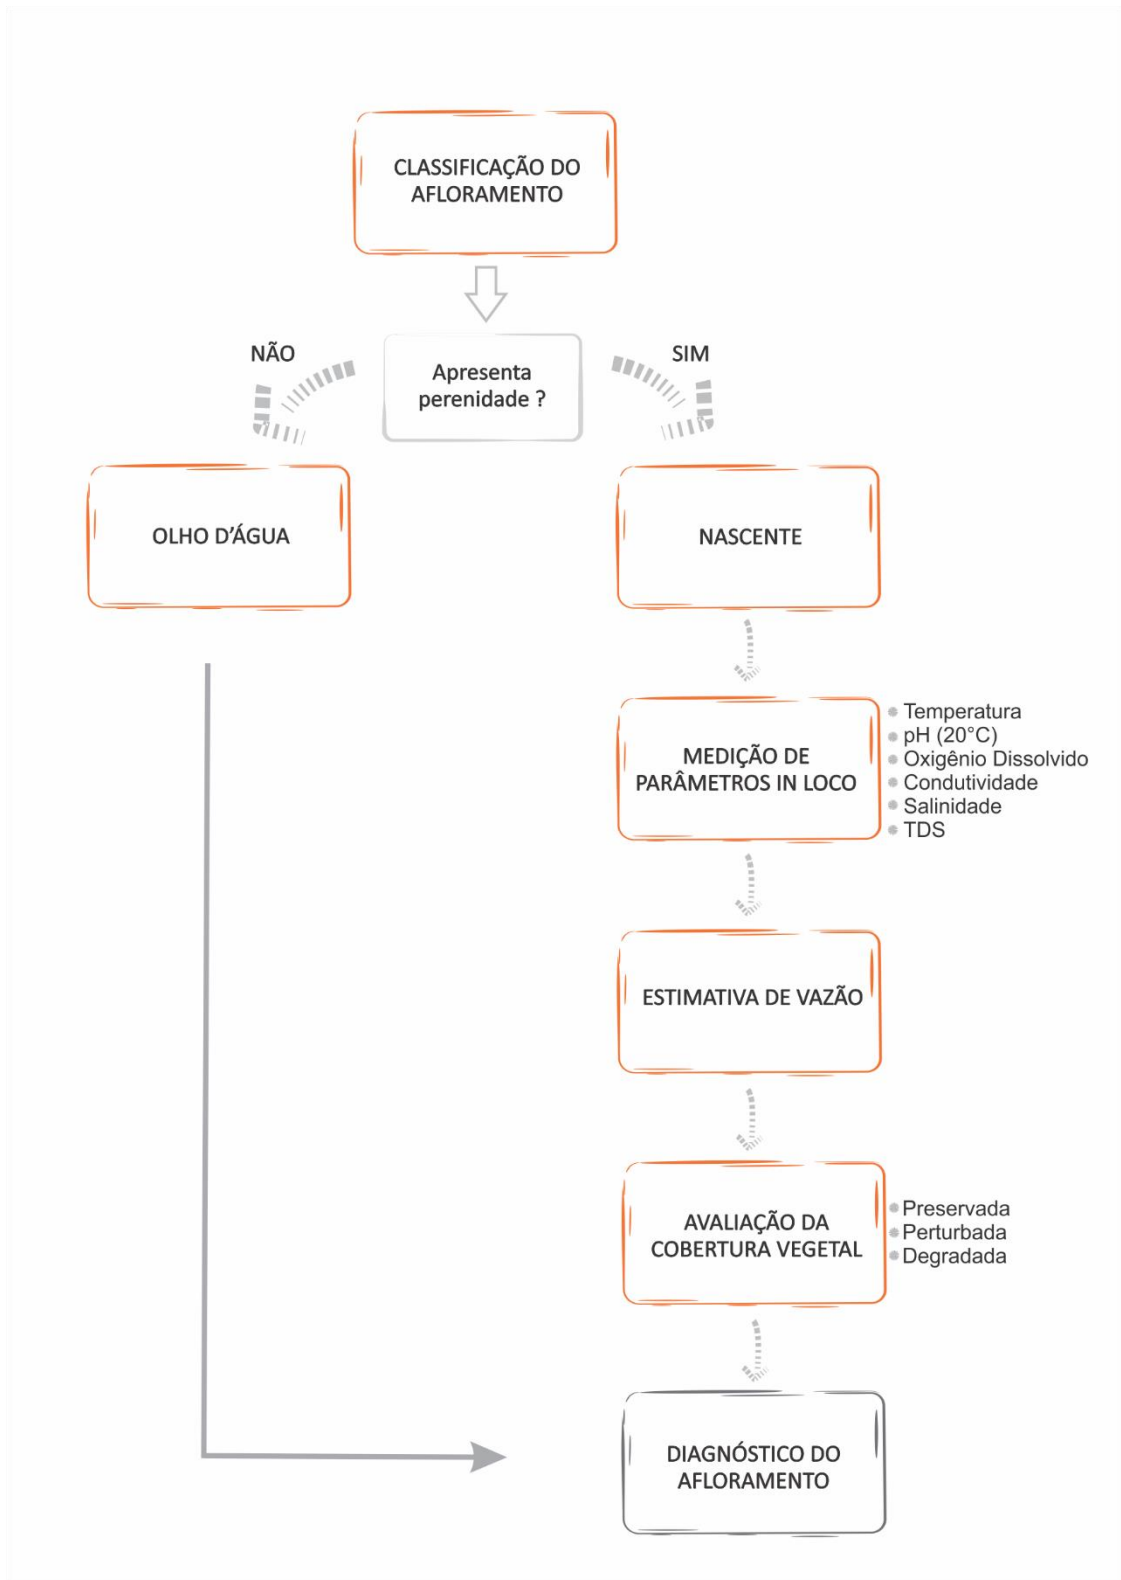 CLASSIFICAÇÃO DO
AFLORAMENTO
NÃO
SIM
Apresenta
perenidade ?
OLHO D’ÁGUA
NASCENTE
MEDIÇÃO DE
PARÂMETROS IN LOCO
Temperatura
pH (20°C)
Oxigênio Dissolvido
Condutividade
Salinidade
TDS
ESTIMATIVA DE VAZÃO
AVALIAÇÃO DA
COBERTURA VEGETAL
Preservada
Perturbada
Degradada
DIAGNÓSTICO DO
AFLORAMENTO